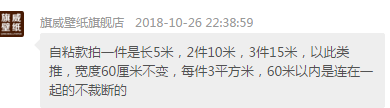 旗威壁纸
旗威壁纸旗舰店 2018-10-26 22:38:59
自粘款拍一件是长5米，2件10米，3件15米，以此类
推，宽度60厘米不变，每件3平方米，60米以内是连在一
起的不裁断的